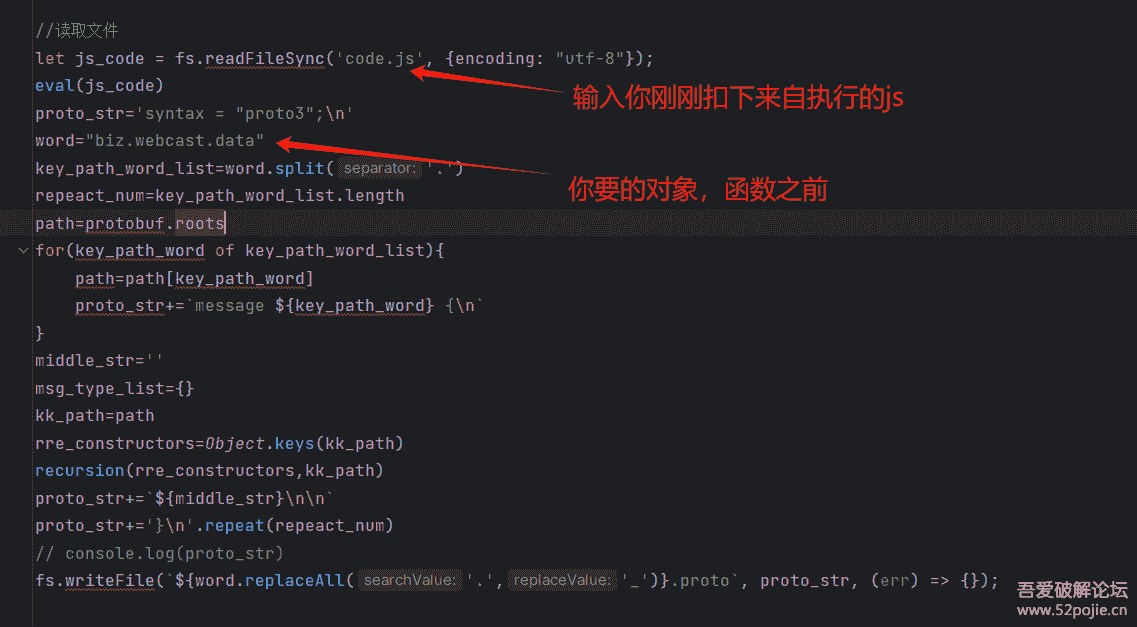 //读取文件
let js_code = fs.readFileSync('code.js', {encoding: "utf-8"});
输入你刚刚扣下来自执行的js
eval(js_code)
proto_str='syntax = "proto3";\n'
word="biz.webcast.data"
key_path_word_list=word.split( separator: '.')
你要的对象，函数之前
repeact_num=key_path_word_list.length
path=protobuf.roots
for(key_path_word of key_path_word_list){
path=path[key_path_word]
proto_str+=`message ${key_path_word} {\n`
}
middle_str=''
msg_type_list={}
kk_path=path
rre_constructors=Object.keys(kk_path)
recursion(rre_constructors,kk_path)
proto_str+=`${middle_str}\n\n`
proto_str+='}\n'.repeat(repeact_num)
// console.log(proto_str)
fs.writeFile(`${word.replaceAll( searchValue: '.', replaceValue: '_')}.proto`, proto_str, (err) => {});
吾爱破解论坛
www.52pojie.cn